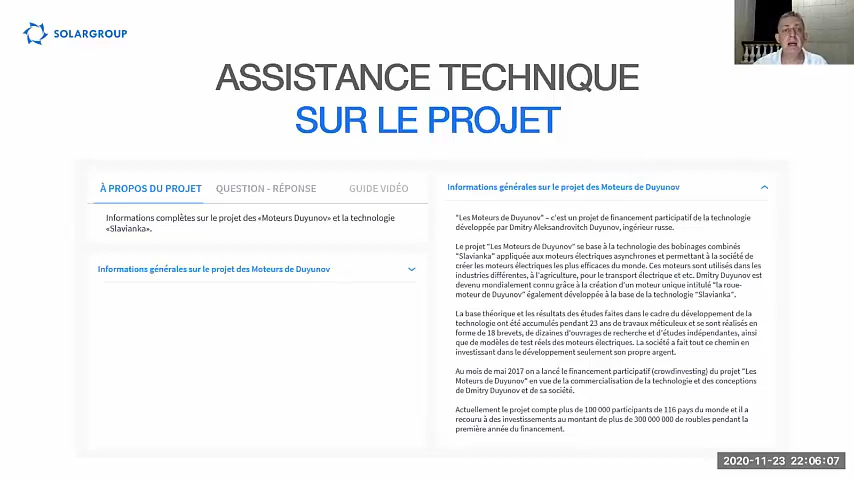 SOLARGROUP
ASSISTANCE TECHNIQUE
SUR LE PROJET
À PROPOS DU PROJET
QUESTION - RÉPONSE
GUIDE VIDÉO
Informations complètes sur le projet des «Moteurs Duyunov» et la technologie
«Slavianka».
Informations générales sur le projet des Moteurs de Duyunov
Informations générales sur le projet des Moteurs de Duyunov
"Les Moteurs de Duyunov" – c'est un projet de financement participatif de la technologie
développée par Dmitry Aleksandrovitch Duyunov, ingénieur russe.
Le projet "Les Moteurs de Duyunov" se base à la technologie des bobinages combinés
"Slavianka" appliquée aux moteurs électriques asynchrones et permettant à la société de
créer les moteurs électriques les plus efficaces du monde. Ces moteurs sont utilisés dans les
industries différentes, à l'agriculture, pour le transport électrique et etc. Dmitry Duyunov est
devenu mondialement connu grâce à la création d'un moteur unique intitulé "la roue-
moteur de Duyunov" également développée à la base de la technologie "Slavianka".
La base théorique et les résultats des études faites dans le cadre du développement de la
technologie ont été accumulés pendant 23 ans de travaux méticuleux et se sont réalisés en
forme de 18 brevets, de dizaines d'ouvrages de recherche et d'études indépendantes, ainsi
que de modèles de test réels des moteurs électriques. La société a fait tout ce chemin en
investissant dans le développement seulement son propre argent.
Au mois de mai 2017 on a lancé le financement participatif (crowdinvesting) du projet "Les
Moteurs de Duyunov" en vue de la commercialisation de la technologie et des conceptions
de Dmitry Duyunov et de sa société.
Actuellement le projet compte plus de 100 000 participants de 116 pays du monde et il a
recouru à des investissements au montant de plus de 300 000 000 de roubles pendant la
première année du financement.
2020-11-23 22:06:07